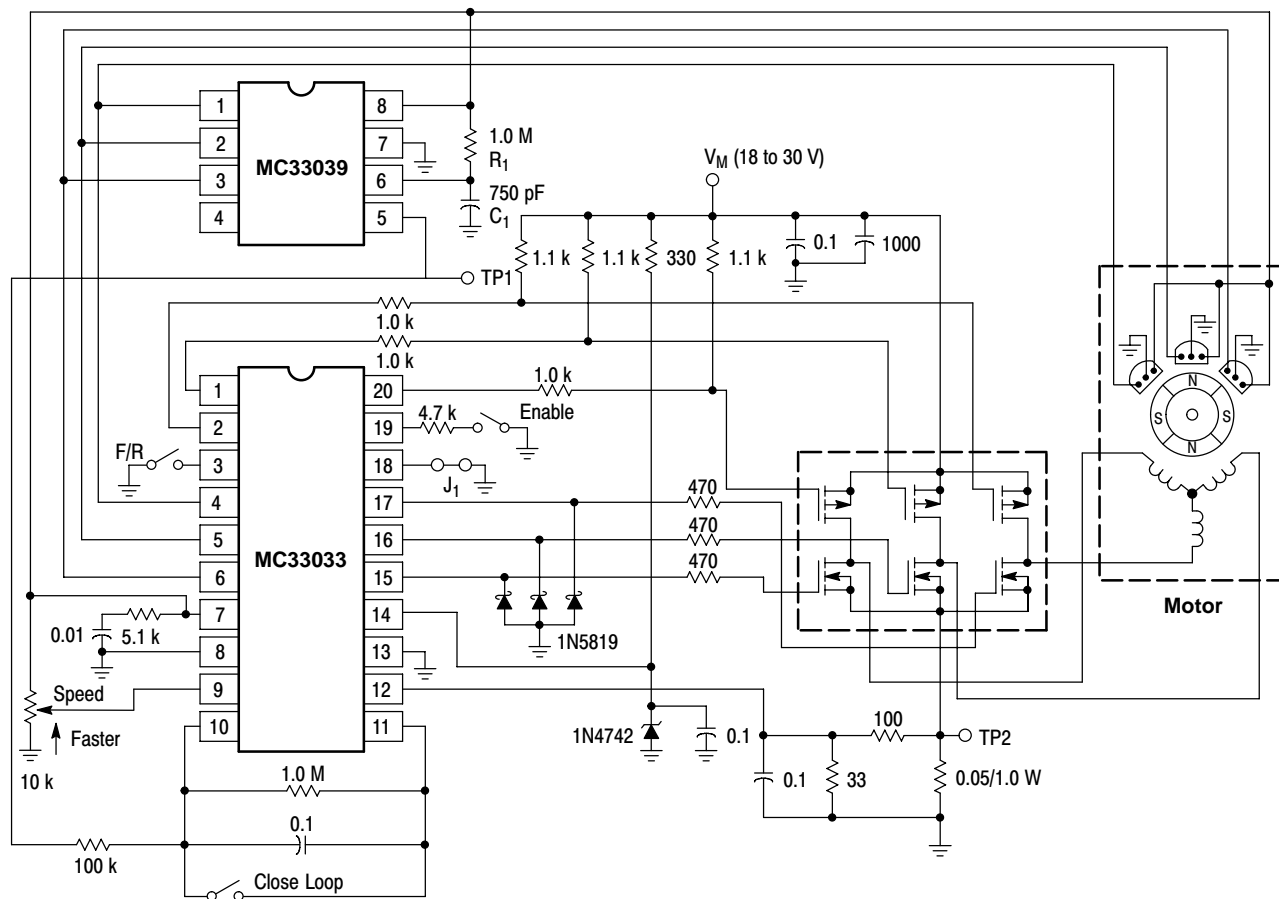 1
2
3
4
MC33039
8
7
6
5
1.0 M
R1
750 pF
C1
TP1
VM (18 to 30 V)
1.1 k
1.1 k
330
1.1 k
0.1
1000
1.0 k
1.0 k
1.0 k
4.7 k
Enable
F/R
J1
1
2
3
4
5
6
7
8
9
10
MC33033
20
19
18
17
16
15
14
13
12
11
470
470
470
1N5819
N
S
S
N
Motor
0.01
5.1 k
Speed
Faster
10 k
1N4742
0.1
100
TP2
0.1
33
0.05/1.0 W
1.0 M
0.1
100 k
Close Loop